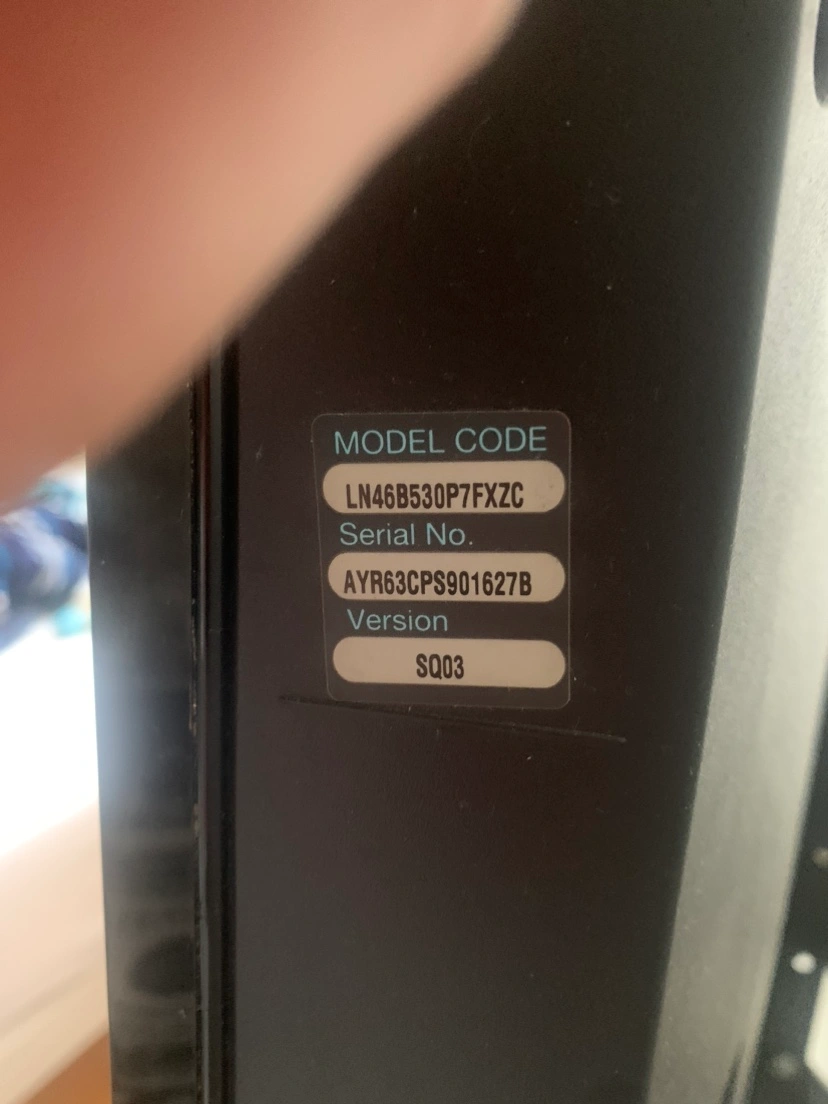 MODEL CODE
LN46B530P7FXZC
Serial No.
AYR63CPS901627B
Version
SQ03